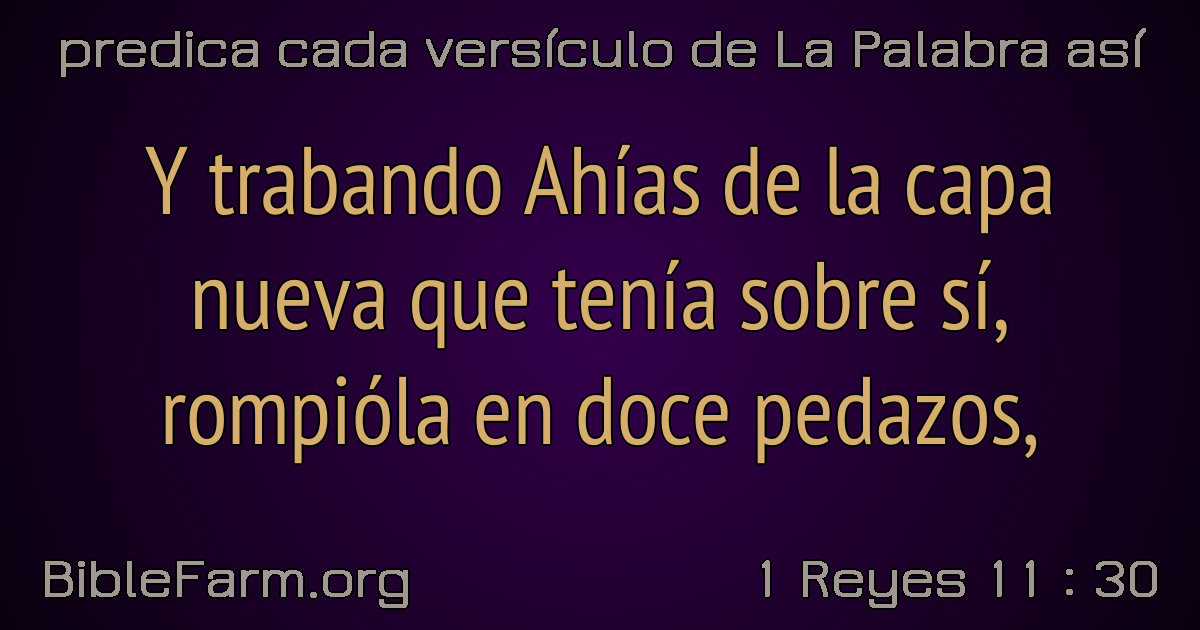 predica cada versículo de La Palabra así
Y trabando Ahías de la capa
nueva que tenía sobre sí,
rompióla en doce pedazos,
BibleFarm.org
1 Reyes 11 : 30